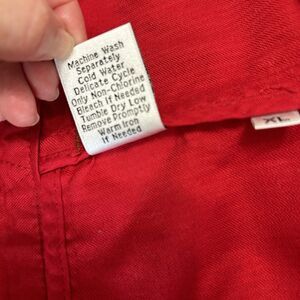 Machine Wash
Separately
Cold Water
Delicate Cycle
Only Non-Chlorine
Bleach If Needed
Tumble Dry Low
Remove Promptly
Warm Iron
If Needed
XL